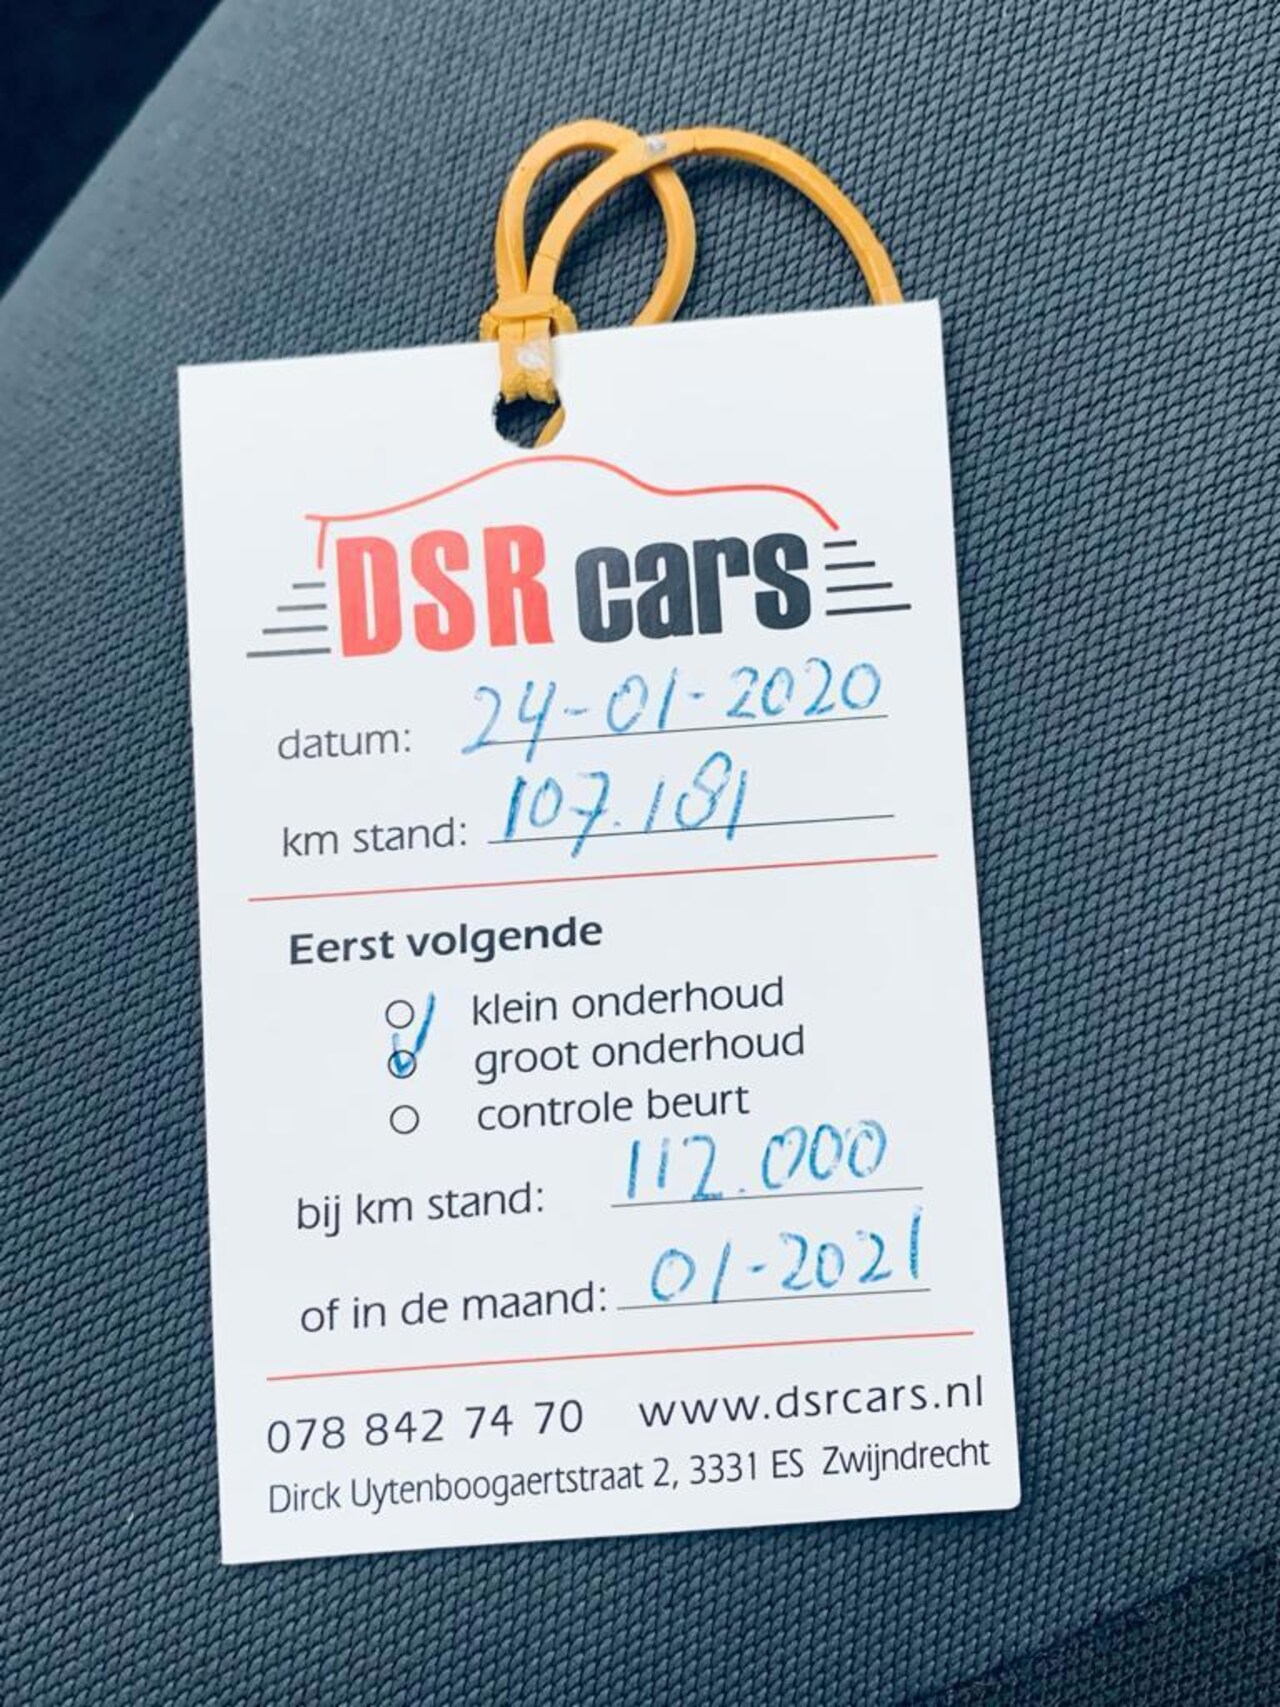 DSR cars
datum: 24-01-2020
km stand: 107.181
Eerst volgende
klein onderhoud
groot onderhoud
controle beurt
bij km stand: 112.000
of in de maand: 01-2021
078 842 74 70 www.dsrcars.nl
Dirck Uytenboogaertstraat 2, 3331 ES Zwijndrecht